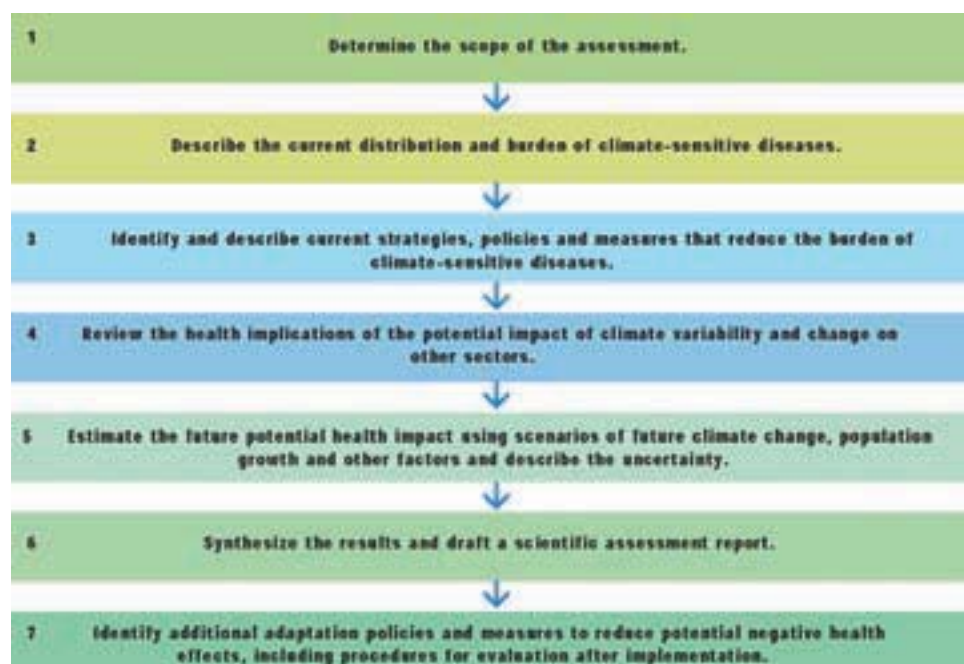 1 Determine the scope of the assessment.
2 Describe the current distribution and burden of climate-sensitive diseases.
3 Identify and describe current strategies, policies and measures that reduce the burden of
climate-sensitive diseases.
4 Review the health implications of the potential impact of climate variability and change on
other sectors.
5 Estimate the future potential health impact using scenarios of future climate change, population
growth and other factors and describe the uncertainty.
6 Synthesize the results and draft a scientific assessment report.
7 Identify additional adaptation policies and measures to reduce potential negative health
effects, including procedures for evaluation after implementation.